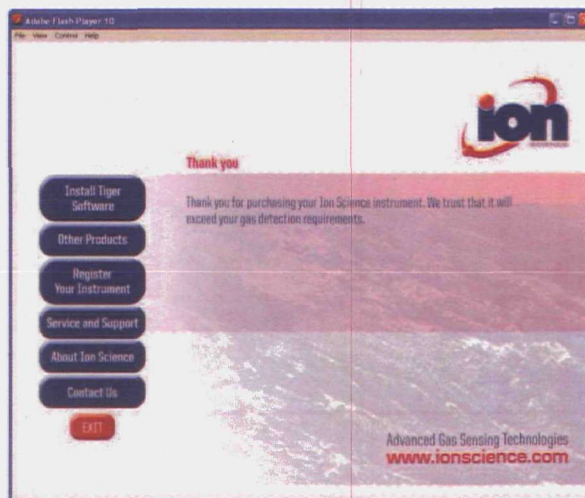 Adobe Flash Player 10
File View Control Help
ion
SCIENCE
Thank you
Thank you for purchasing your Ion Science instrument. We trust that it will
exceed your gas detection requirements.
Install Tiger
Software
Other Products
Register
Your Instrument
Service and Support
About Ion Science
Contact Us
EXIT
Advanced Gas Sensing Technologies
www.ionscience.com